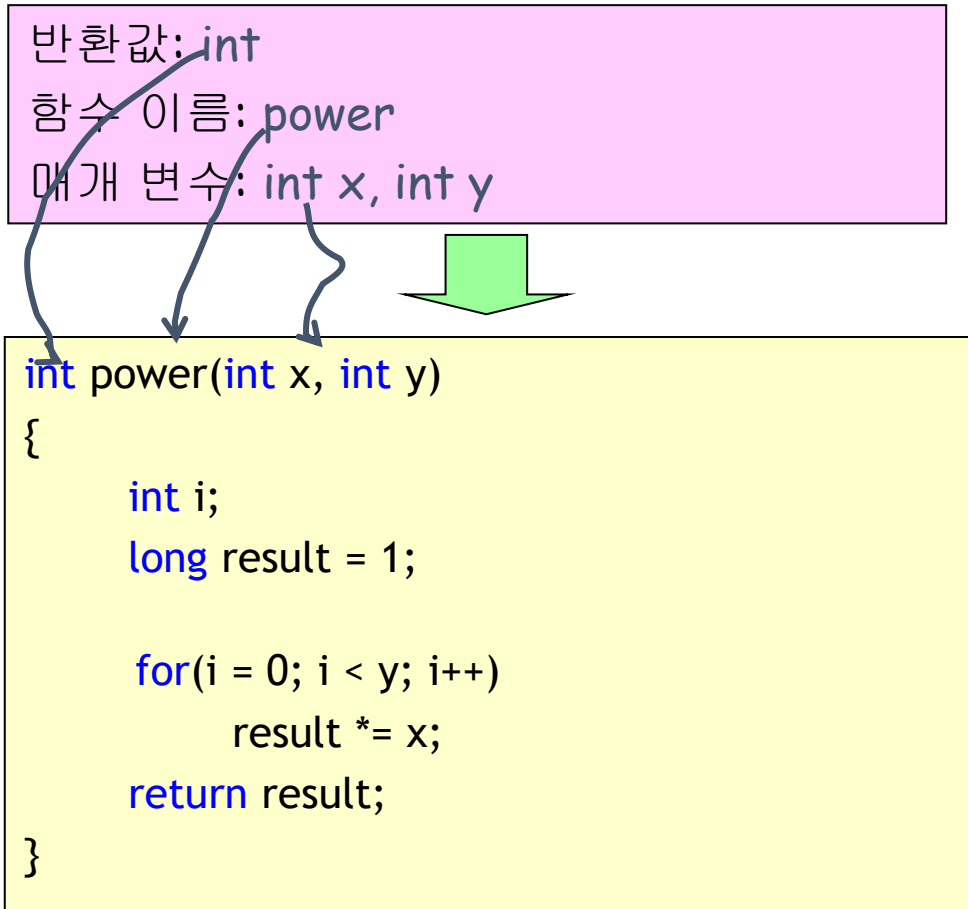 반환값: int
함수 이름: power
매개 변수: int x, int y
int power(int x, int y)
{
int i;
long result = 1;
for(i = 0; i < y; i++)
result *= x;
return result;
}